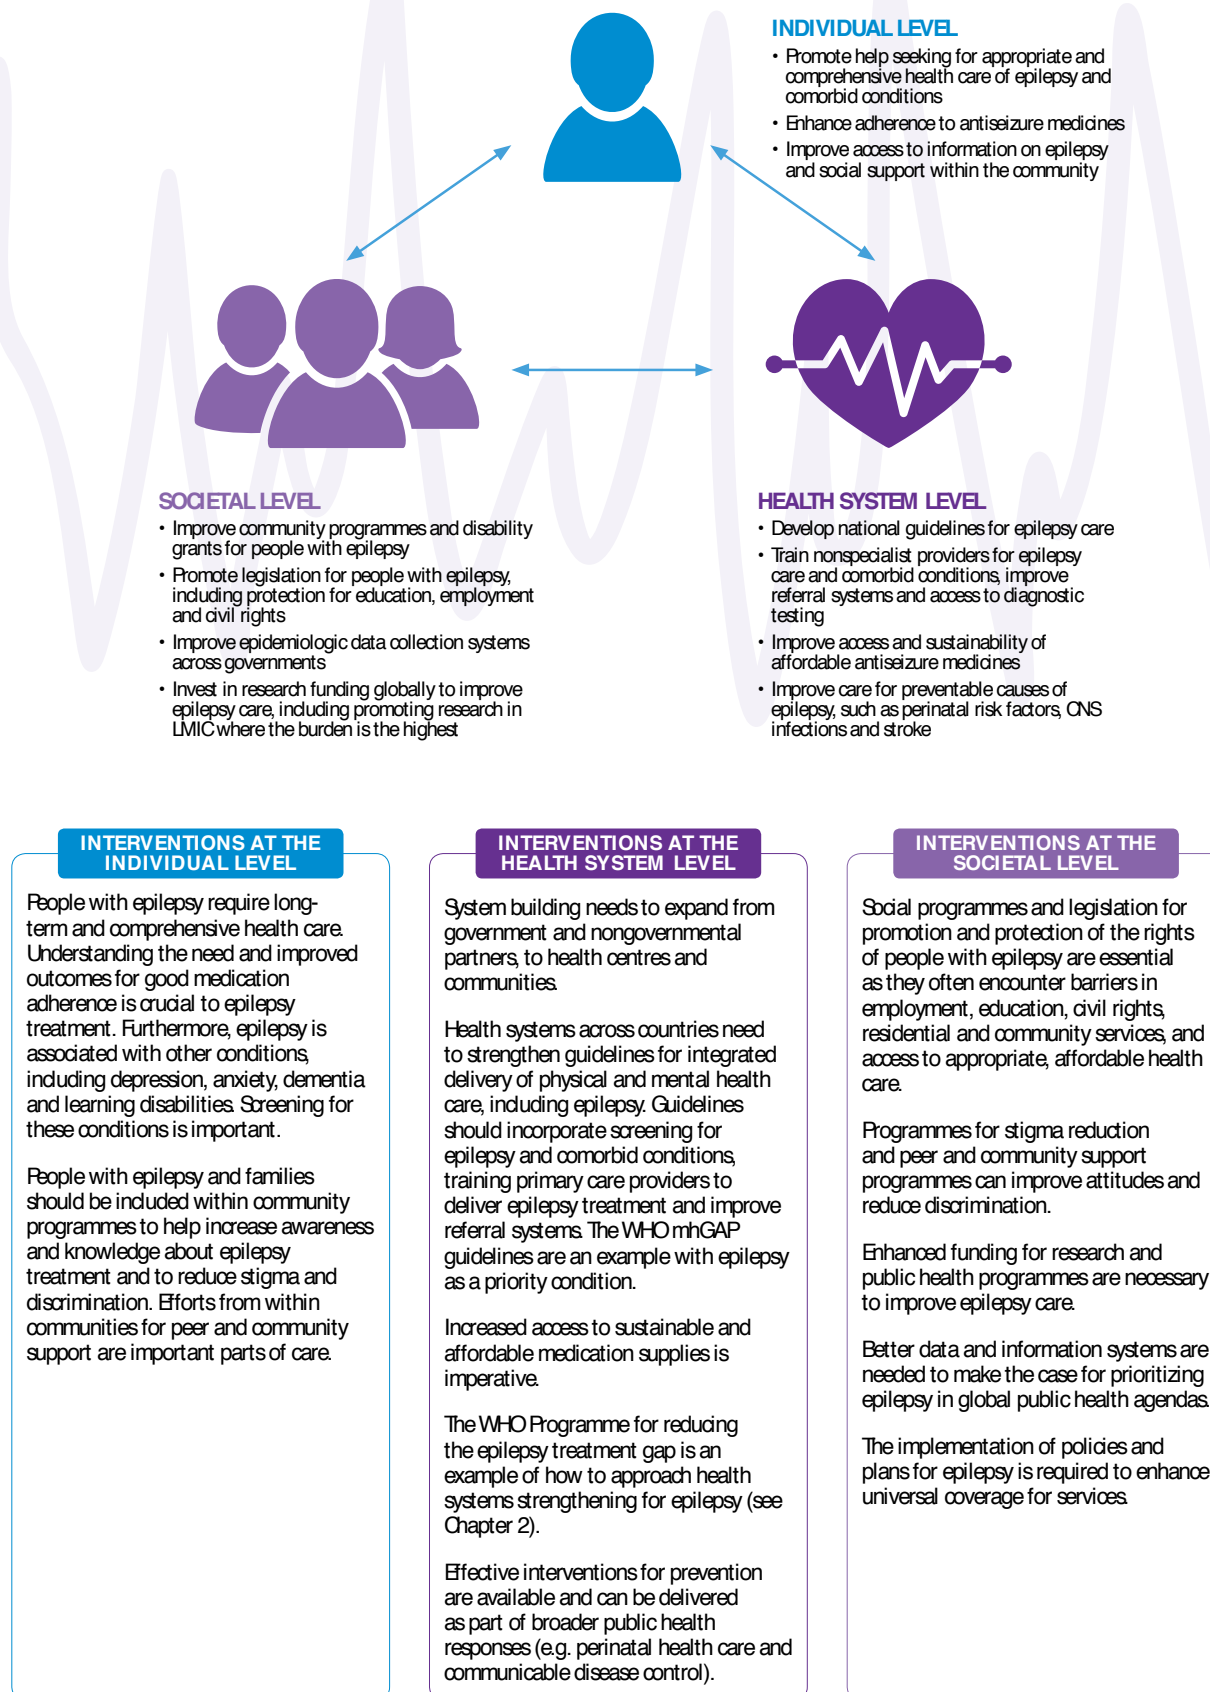 INDIVIDUAL LEVEL
• Promote help seeking for appropriate and
comprehensive health care of epilepsy and
comorbid conditions
• Enhance adherence to antiseizure medicines
• Improve access to information on epilepsy
and social support within the community
SOCIETAL LEVEL
• Improve community programmes and disability
grants for people with epilepsy
• Promote legislation for people with epilepsy,
including protection for education, employment
and civil rights
• Improve epidemiologic data collection systems
across governments
• Invest in research funding globally to improve
epilepsy care, including promoting research in
LMIC where the burden is the highest
HEALTH SYSTEM LEVEL
• Develop national guidelines for epilepsy care
• Train nonspecialist providers for epilepsy
care and comorbid conditions, improve
referral systems and access to diagnostic
testing
• Improve access and sustainability of
affordable antiseizure medicines
• Improve care for preventable causes of
epilepsy, such as perinatal risk factors, CNS
infections and stroke
INTERVENTIONS AT THE
INDIVIDUAL LEVEL
People with epilepsy require long-
term and comprehensive health care.
Understanding the need and improved
outcomes for good medication
adherence is crucial to epilepsy
treatment. Furthermore, epilepsy is
associated with other conditions,
including depression, anxiety, dementia
and learning disabilities. Screening for
these conditions is important.
People with epilepsy and families
should be included within community
programmes to help increase awareness
and knowledge about epilepsy
treatment and to reduce stigma and
discrimination. Efforts from within
communities for peer and community
support are important parts of care.
INTERVENTIONS AT THE
HEALTH SYSTEM LEVEL
System building needs to expand from
government and nongovernmental
partners, to health centres and
communities.
Health systems across countries need
to strengthen guidelines for integrated
delivery of physical and mental health
care, including epilepsy. Guidelines
should incorporate screening for
epilepsy and comorbid conditions,
training primary care providers to
deliver epilepsy treatment and improve
referral systems. The WHO mhGAP
guidelines are an example with epilepsy
as a priority condition.
Increased access to sustainable and
affordable medication supplies is
imperative.
The WHO Programme for reducing
the epilepsy treatment gap is an
example of how to approach health
systems strengthening for epilepsy (see
Chapter 2).
Effective interventions for prevention
are available and can be delivered
as part of broader public health
responses (e.g. perinatal health care and
communicable disease control).
INTERVENTIONS AT THE
SOCIETAL LEVEL
Social programmes and legislation for
promotion and protection of the rights
of people with epilepsy are essential
as they often encounter barriers in
employment, education, civil rights,
residential and community services, and
access to appropriate, affordable health
care.
Programmes for stigma reduction
and peer and community support
programmes can improve attitudes and
reduce discrimination.
Enhanced funding for research and
public health programmes are necessary
to improve epilepsy care.
Better data and information systems are
needed to make the case for prioritizing
epilepsy in global public health agendas.
The implementation of policies and
plans for epilepsy is required to enhance
universal coverage for services.